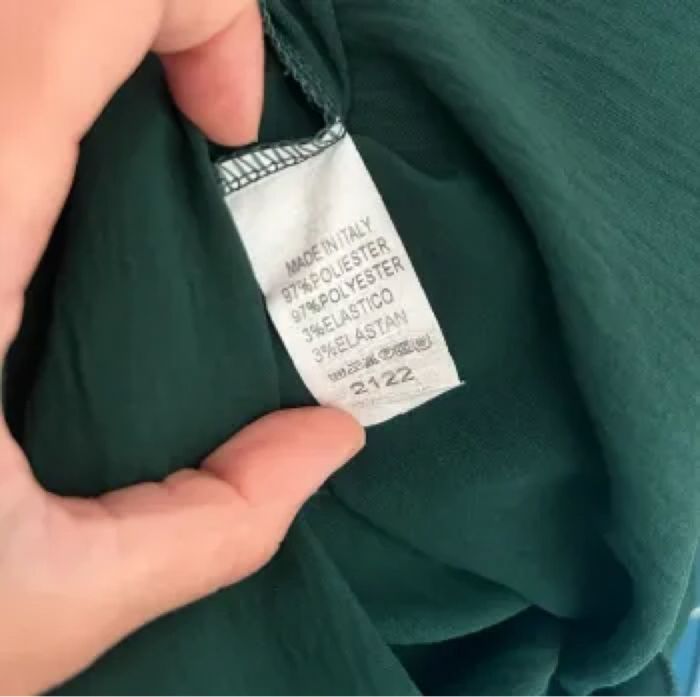 MADE IN ITALY
97%POLIESTER
97%POLYESTER
3%ELASTICO
3%ELASTAN
2122